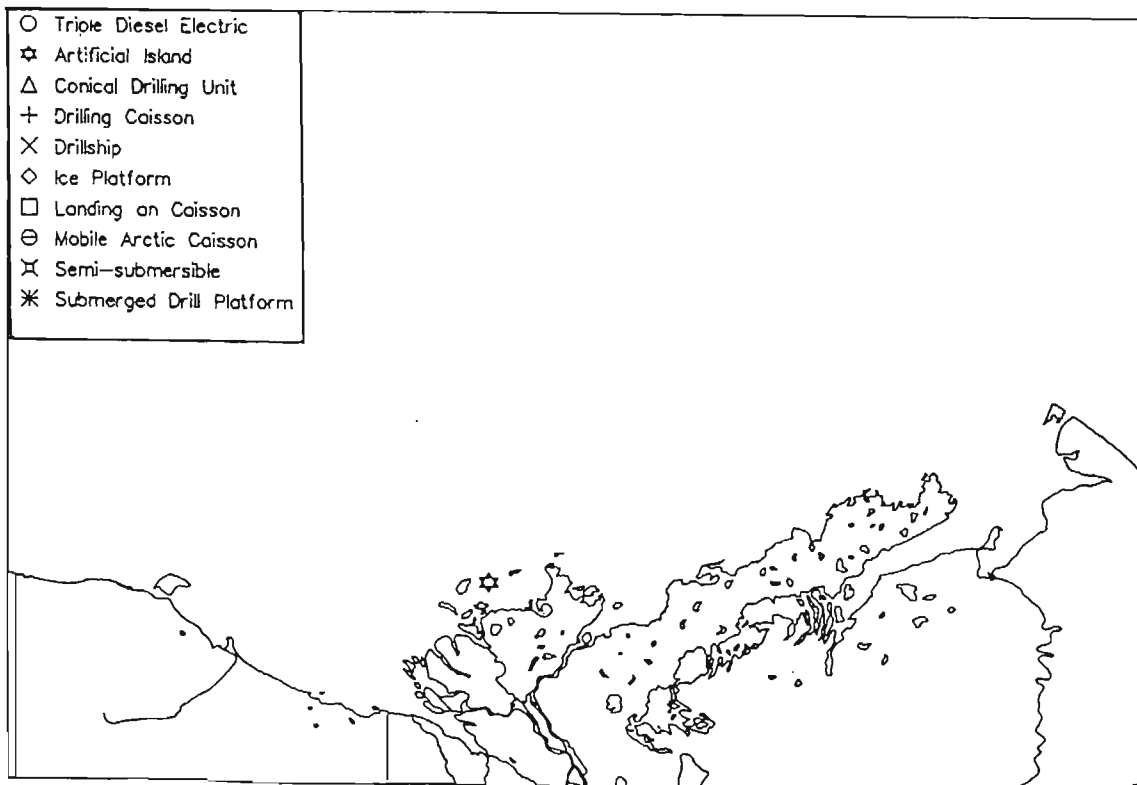 Triple Diesel Electric
Artificial Island
Conical Drilling Unit
Drilling Caisson
Drillship
Ice Platform
Landing an Caisson
Mobile Arctic Caisson
Semi-submersible
Submerged Drill Platform